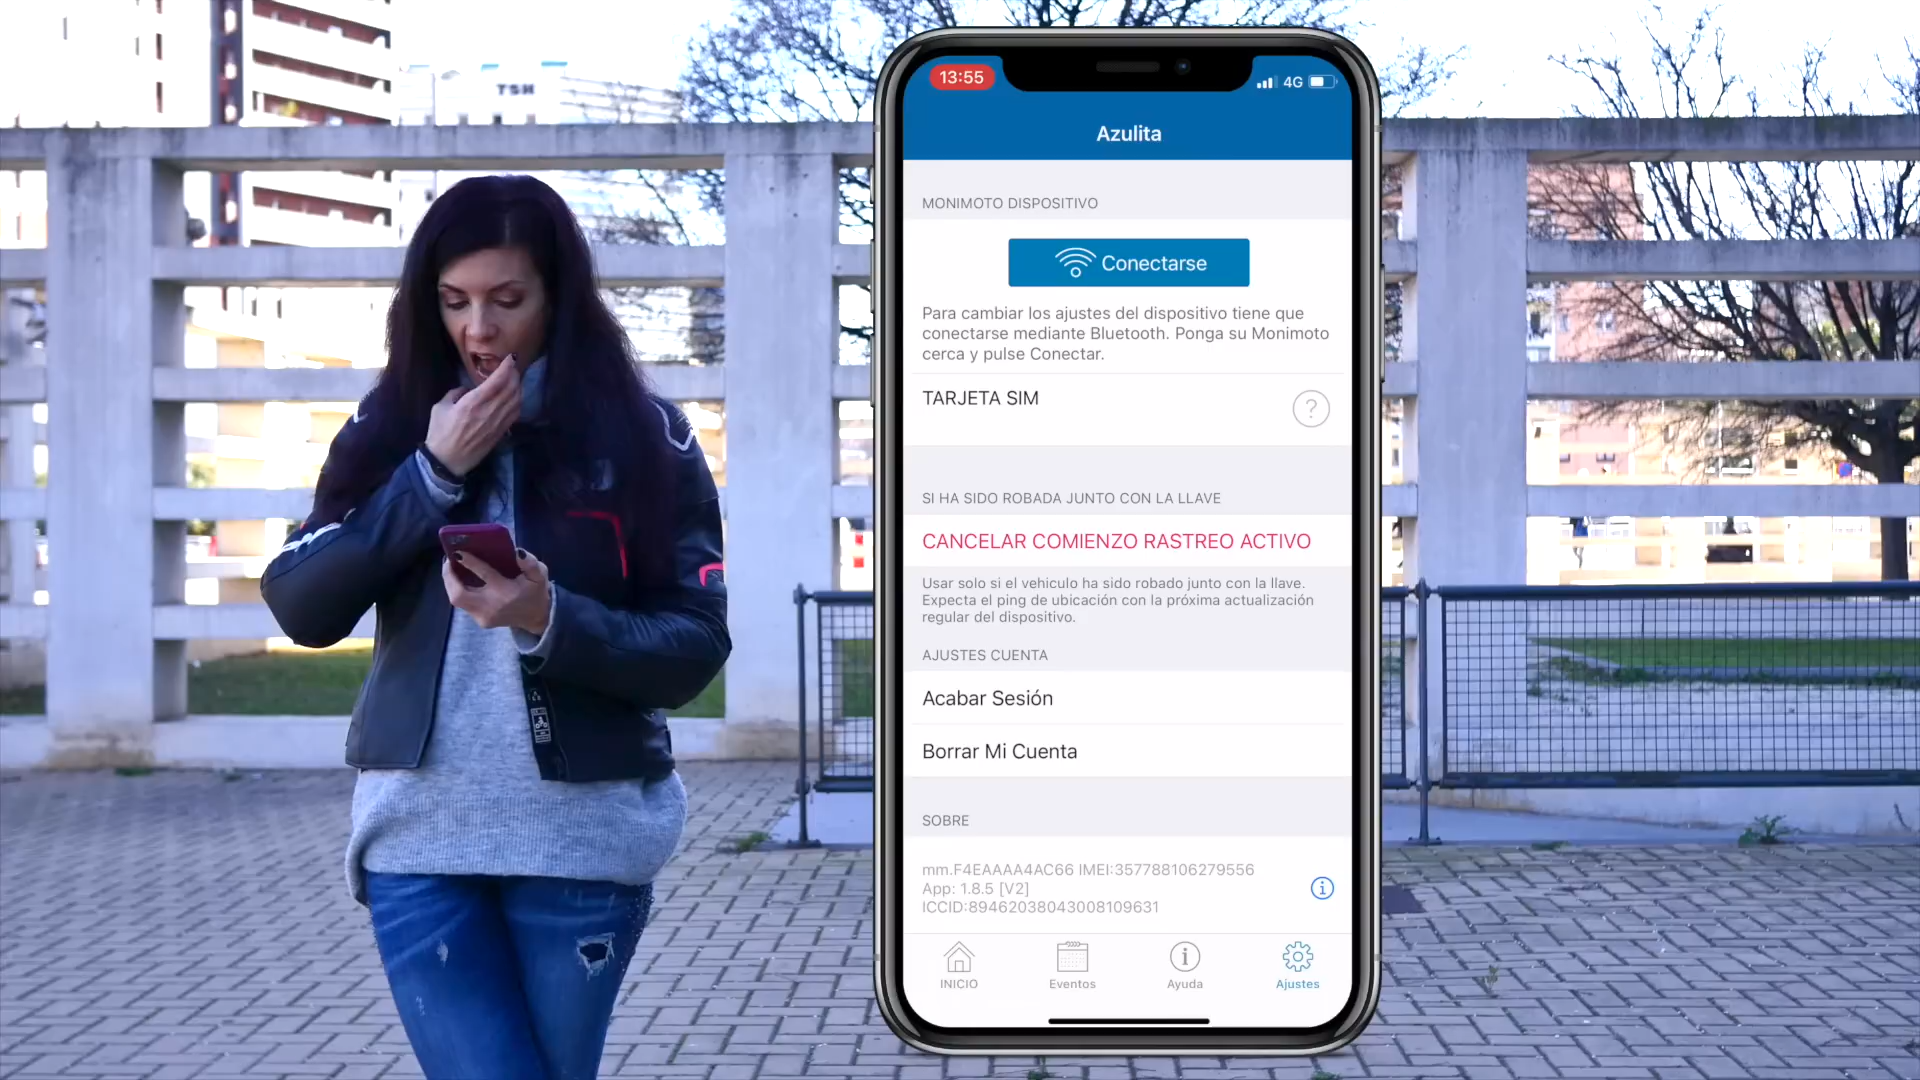 TSH
13:55
4G
Azulita
MONIMOTO DISPOSITIVO
Conectarse
Para cambiar los ajustes del dispositivo tiene que
conectarse mediante Bluetooth. Ponga su Monimoto
cerca y pulse Conectar.
TARJETA SIM
?
SI HA SIDO ROBADA JUNTO CON LA LLAVE
CANCELAR COMIENZO RASTREO ACTIVO
Usar solo si el vehiculo ha sido robado junto con la llave.
Expecta el ping de ubicación con la próxima actualización
regular del dispositivo.
AJUSTES CUENTA
Acabar Sesión
Borrar Mi Cuenta
SOBRE
mm.F4EAAAA4AC66 IMEI:357788106279556
App: 1.8.5 [V2]
ICCID:89462038043008109631
INICIO
Eventos
Ayuda
Ajustes